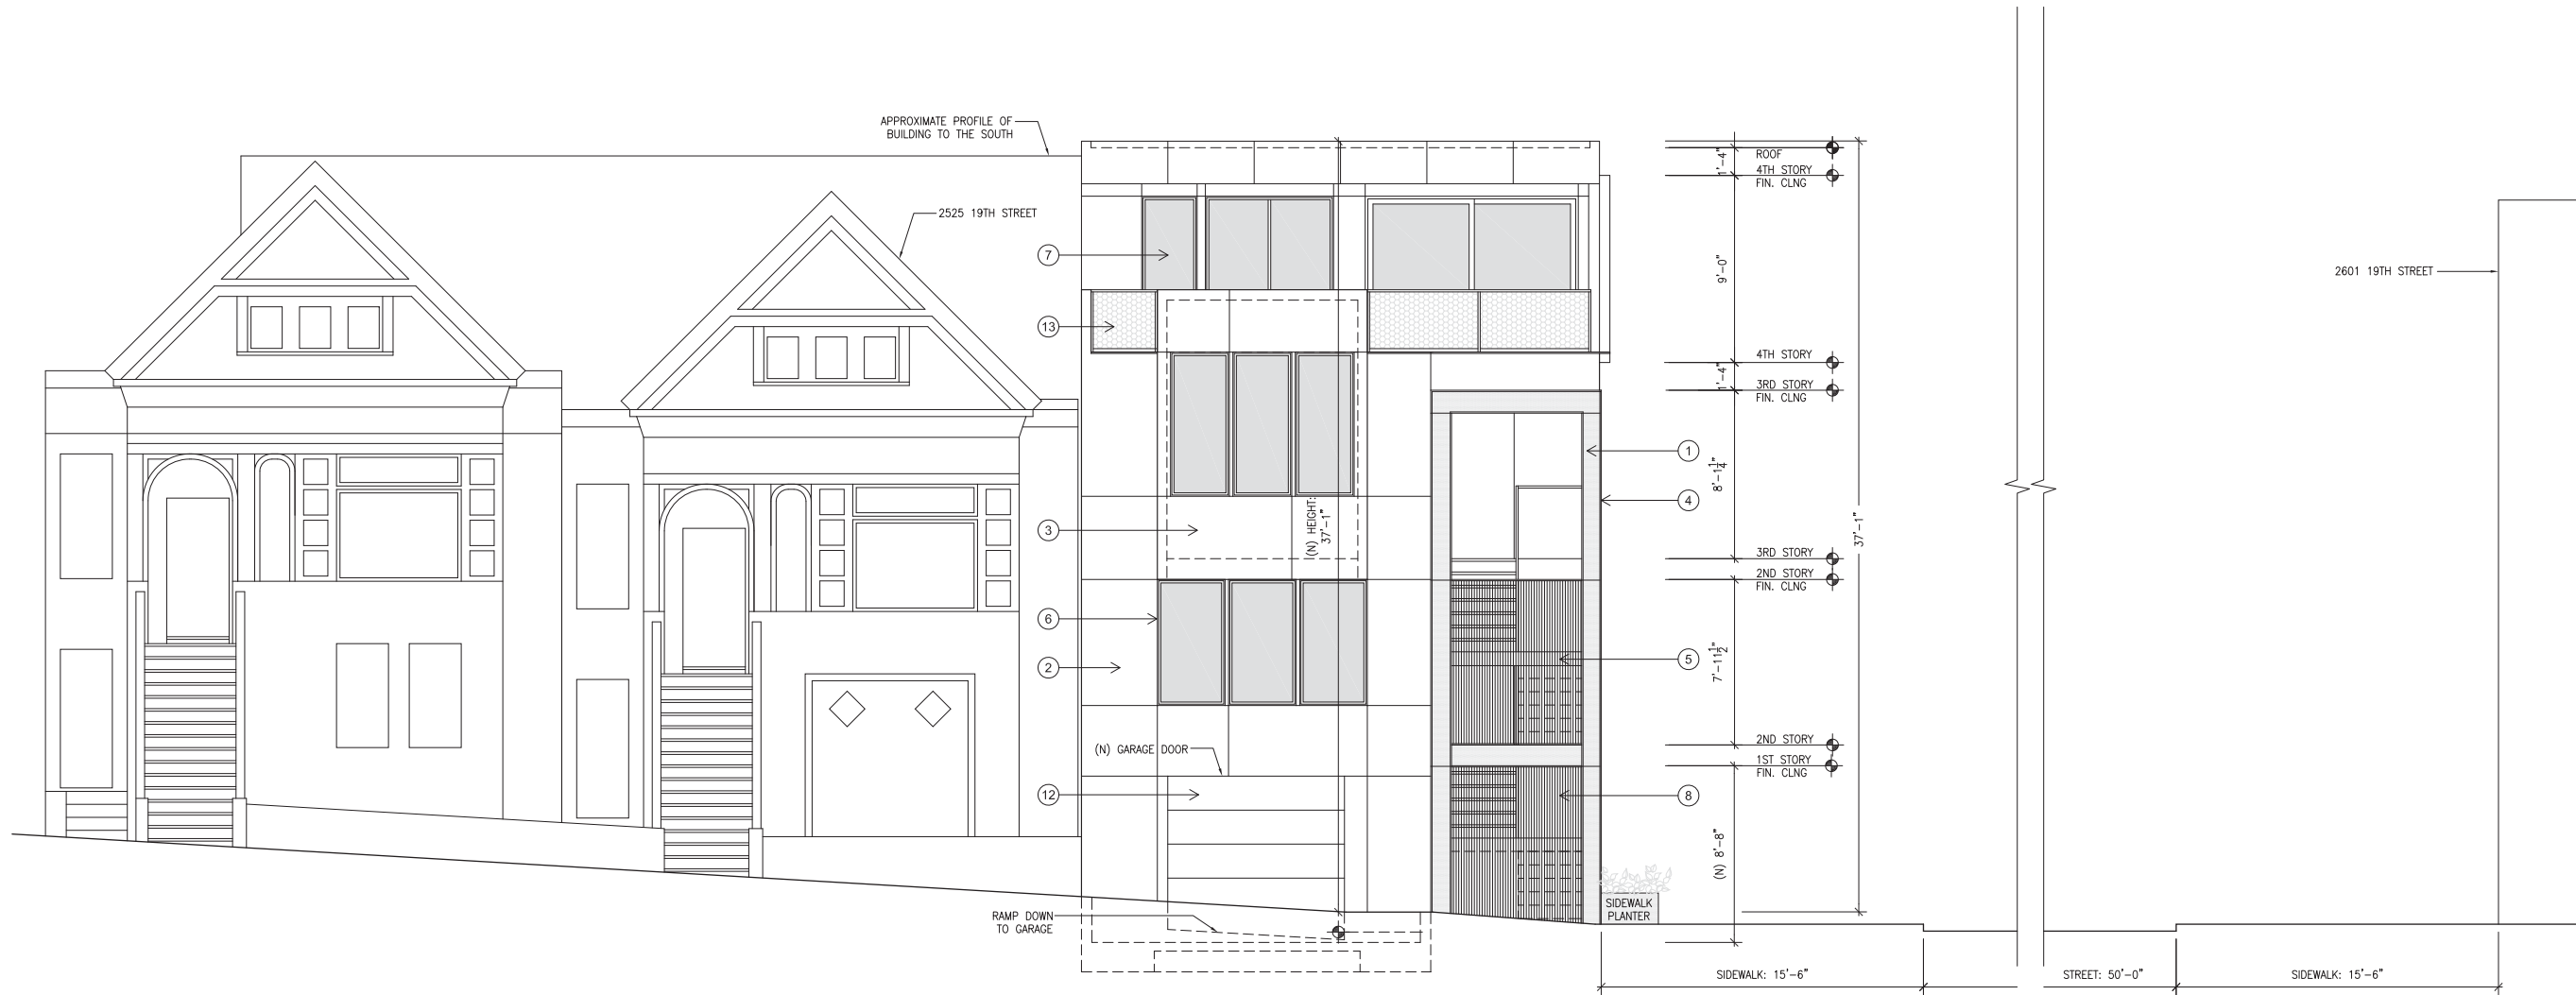 APPROXIMATE PROFILE OF
BUILDING TO THE SOUTH
2525 19TH STREET
7
13
3
6
2
(N) GARAGE DOOR
12
RAMP DOWN
TO GARAGE
(N) HEIGHT:
37'-1"
1
4
5
8
SIDEWALK
PLANTER
1'-4"
9'-0"
1'-4"
8'-1 1/4"
7'-11 1/2"
(N) 8'-8"
ROOF
4TH STORY
FIN. CLNG
4TH STORY
3RD STORY
FIN. CLNG
3RD STORY
2ND STORY
FIN. CLNG
2ND STORY
1ST STORY
FIN. CLNG
37'-1"
2601 19TH STREET
SIDEWALK: 15'-6"
STREET: 50'-0"
SIDEWALK: 15'-6"